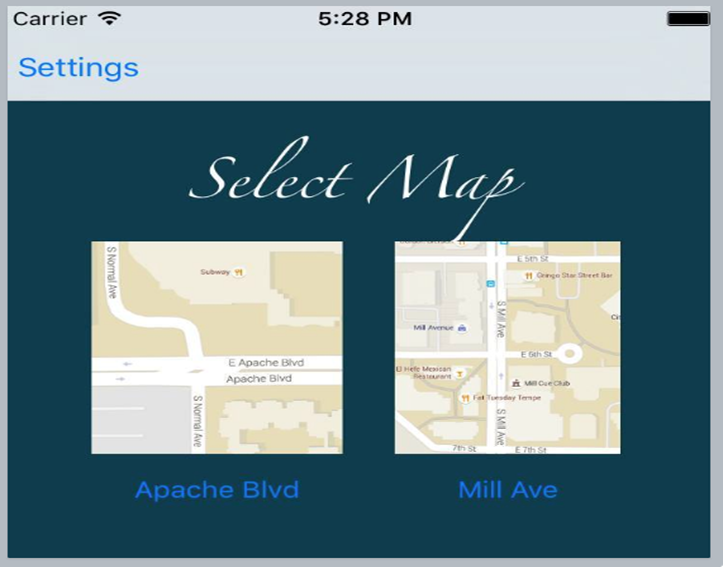 Carrier 5:28 PM
Settings
Select Map
S Normal Ave
Subway
E Apache Blvd
Apache Blvd
S Normal Ave
E 5th St
Gringo Star Street Bar
S Mill Ave
Mill Avenue
E 6th St
El Hefe Mexican
Restaurant
Mill Cue Club
Fat Tuesday Tempe
S Mill Ave
7th St
E 7th St
Apache Blvd
Mill Ave